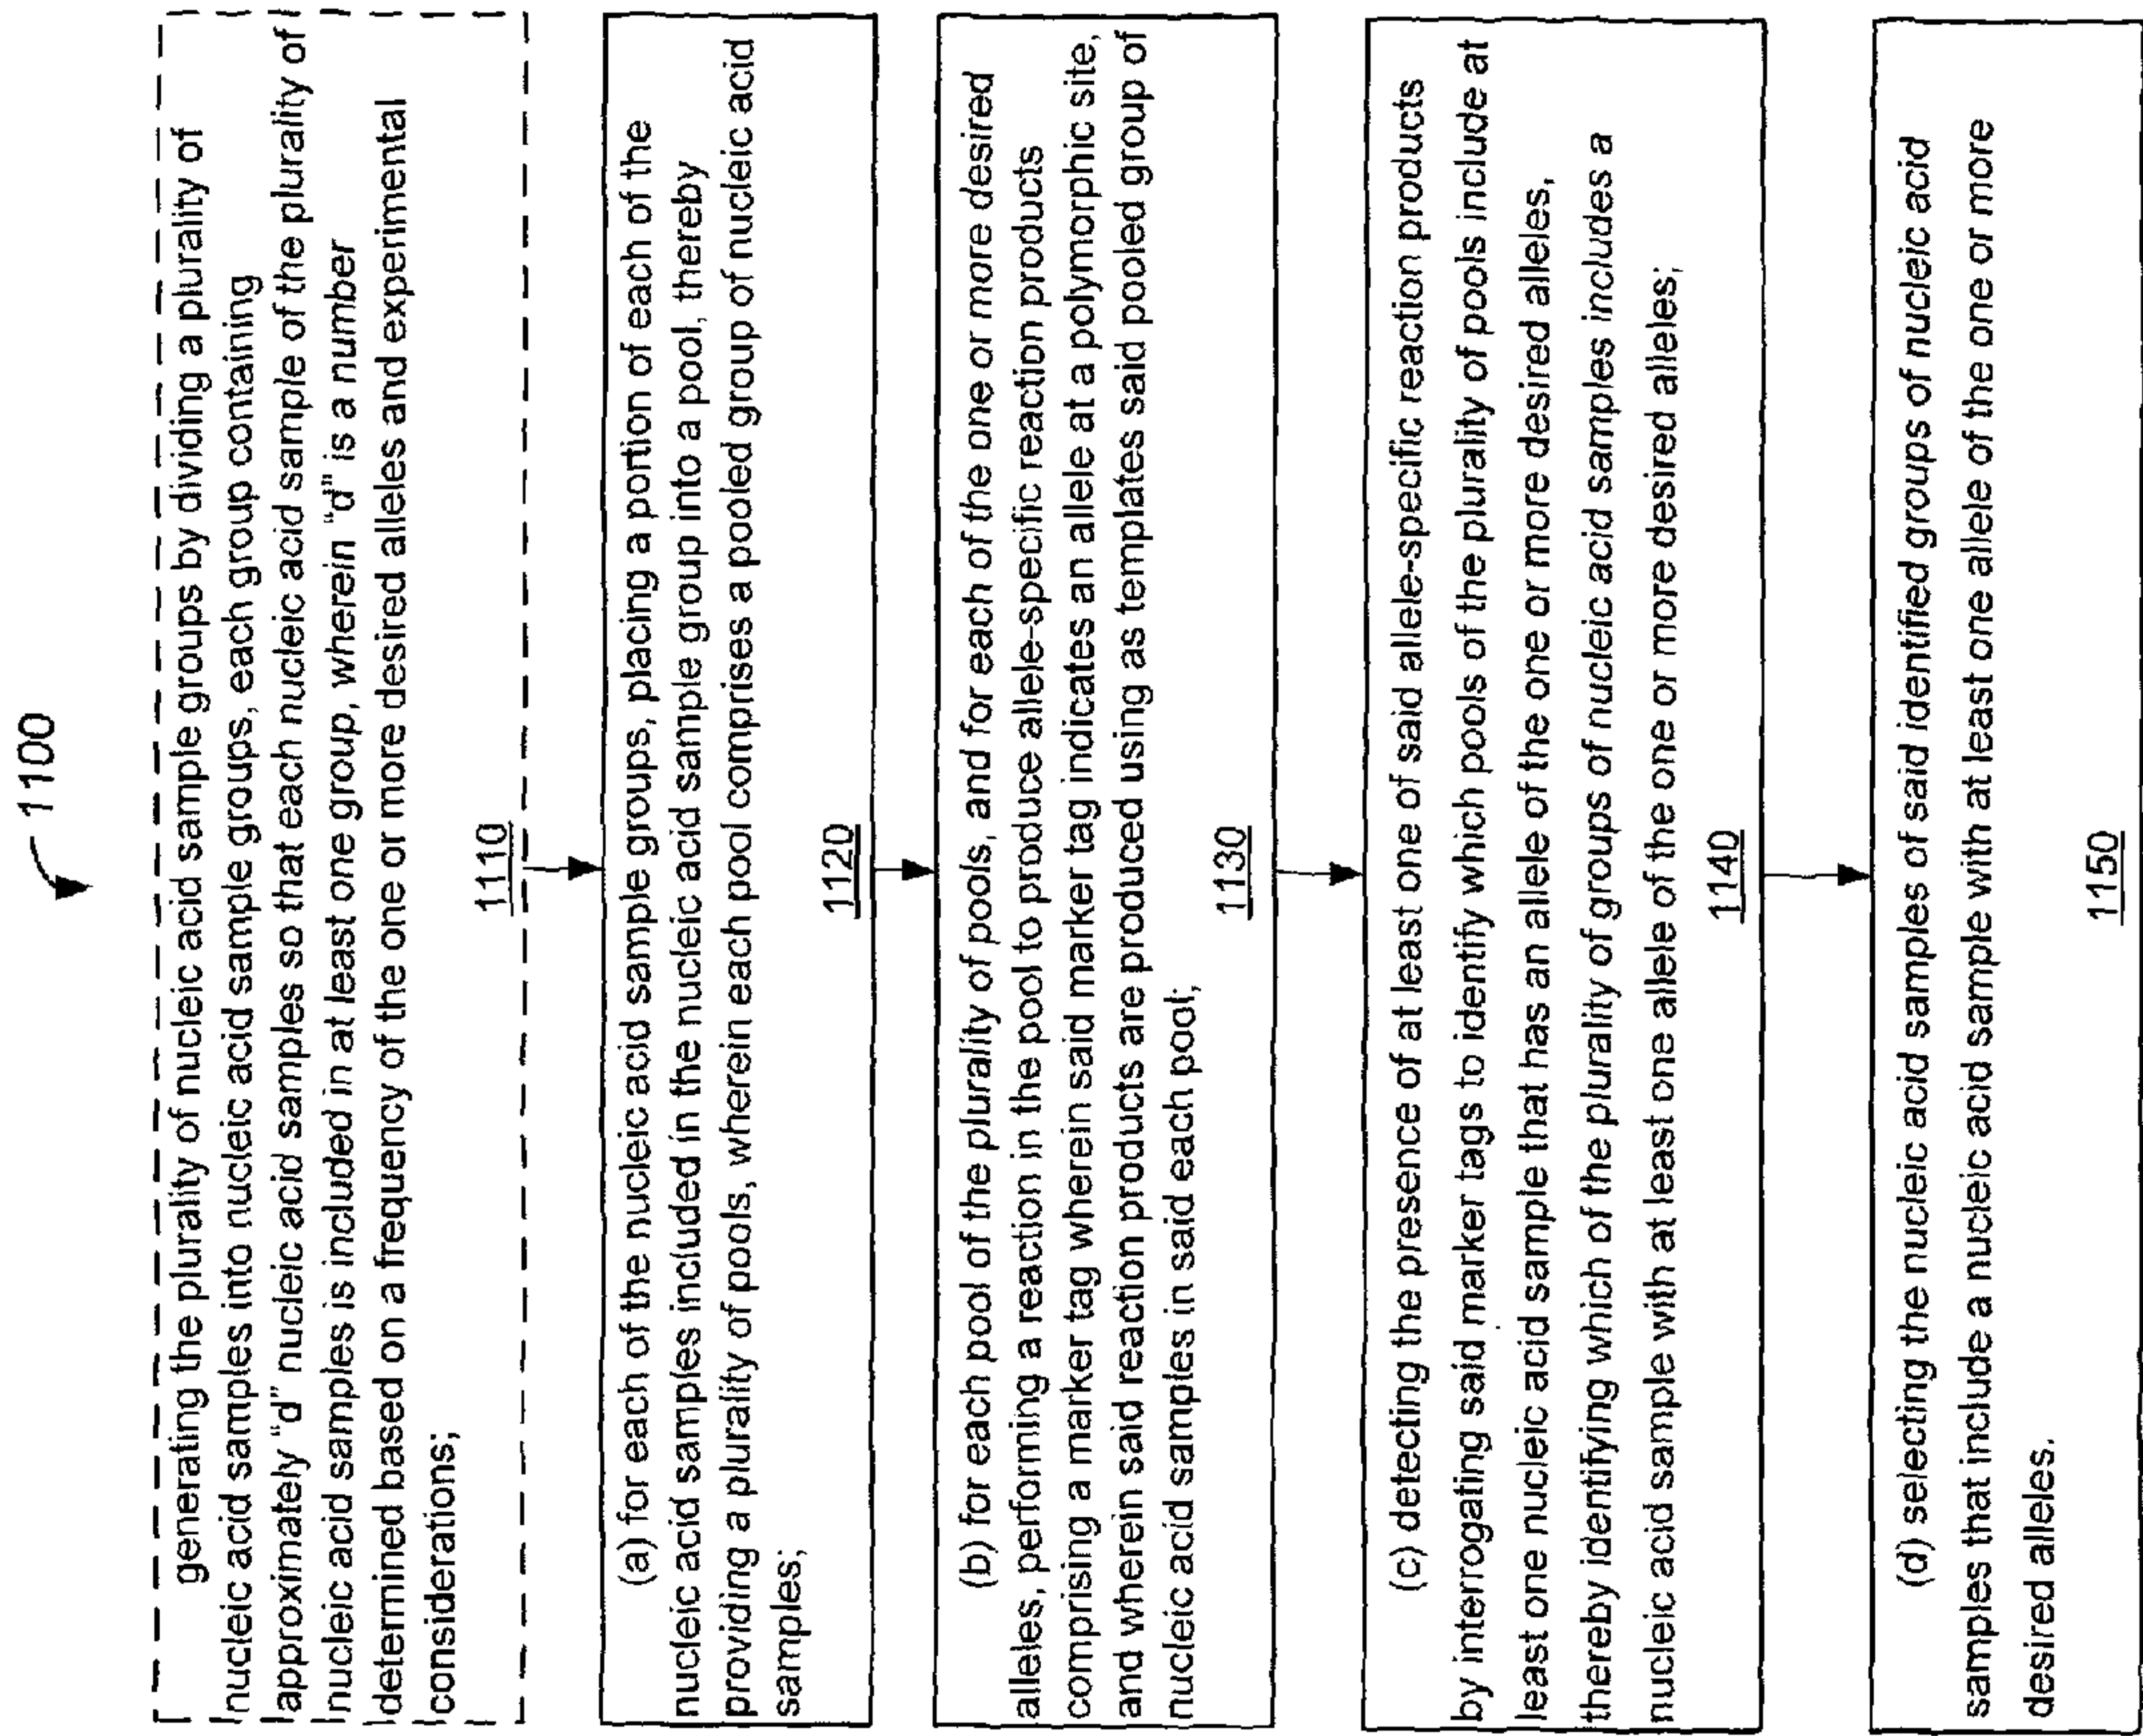 1100
generating the plurality of nucleic acid sample groups by dividing a plurality of
nucleic acid samples into nucleic acid sample groups, each group containing
approximately "d" nucleic acid samples so that each nucleic acid sample of the plurality of
nucleic acid samples is included in at least one group, wherein "d" is a number
determined based on a frequency of the one or more desired alleles and experimental
considerations;
1110
(a) for each of the nucleic acid sample groups, placing a portion of each of the
nucleic acid samples included in the nucleic acid sample group into a pool, thereby
providing a plurality of pools, wherein each pool comprises a pooled group of nucleic acid
samples;
1120
(b) for each pool of the plurality of pools, and for each of the one or more desired
alleles, performing a reaction in the pool to produce allele-specific reaction products
comprising a marker tag wherein said marker tag indicates an allele at a polymorphic site,
and wherein said reaction products are produced using as templates said pooled group of
nucleic acid samples in said each pool;
1130
(c) detecting the presence of at least one of said allele-specific reaction products
by interrogating said marker tags to identify which pools of the plurality of pools include at
least one nucleic acid sample that has an allele of the one or more desired alleles,
thereby identifying which of the plurality of groups of nucleic acid samples includes a
nucleic acid sample with at least one allele of the one or more desired alleles;
1140
(d) selecting the nucleic acid samples of said identified groups of nucleic acid
samples that include a nucleic acid sample with at least one allele of the one or more
desired alleles.
1150